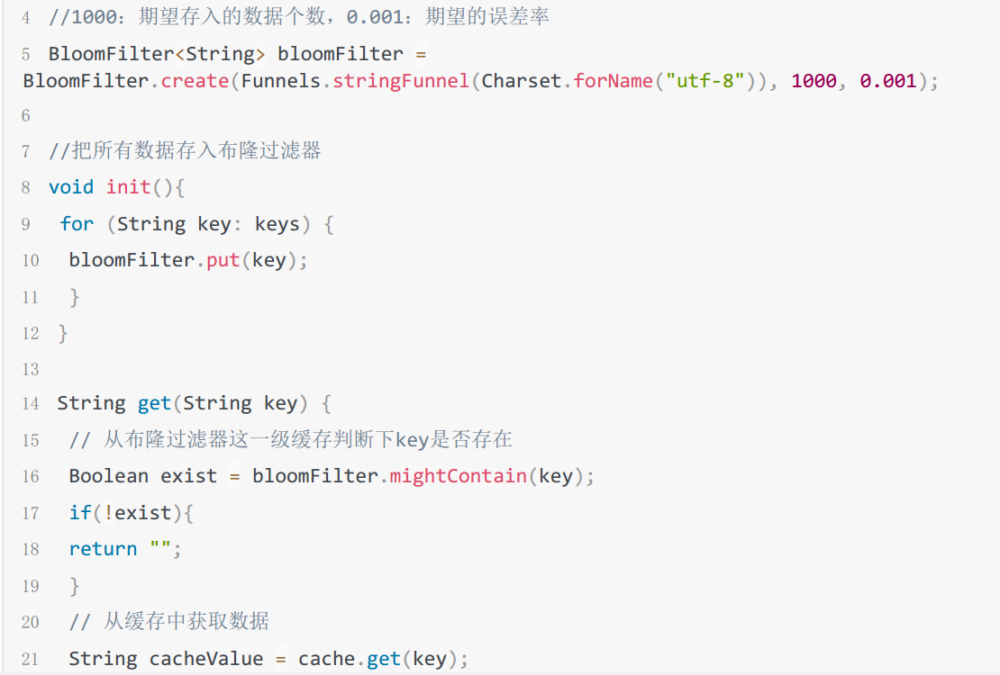 4 //1000：期望存入的数据个数，0.001：期望的误差率
5 BloomFilter<String> bloomFilter =
BloomFilter.create(Funnels.stringFunnel(Charset.forName("utf-8")), 1000, 0.001);
6
7 //把所有数据存入布隆过滤器
8 void init(){
9 for (String key: keys) {
10 bloomFilter.put(key);
11 }
12 }
13
14 String get(String key) {
15 // 从布隆过滤器这一级缓存判断下key是否存在
16 Boolean exist = bloomFilter.mightContain(key);
17 if(!exist){
18 return "";
19 }
20 // 从缓存中获取数据
21 String cacheValue = cache.get(key);